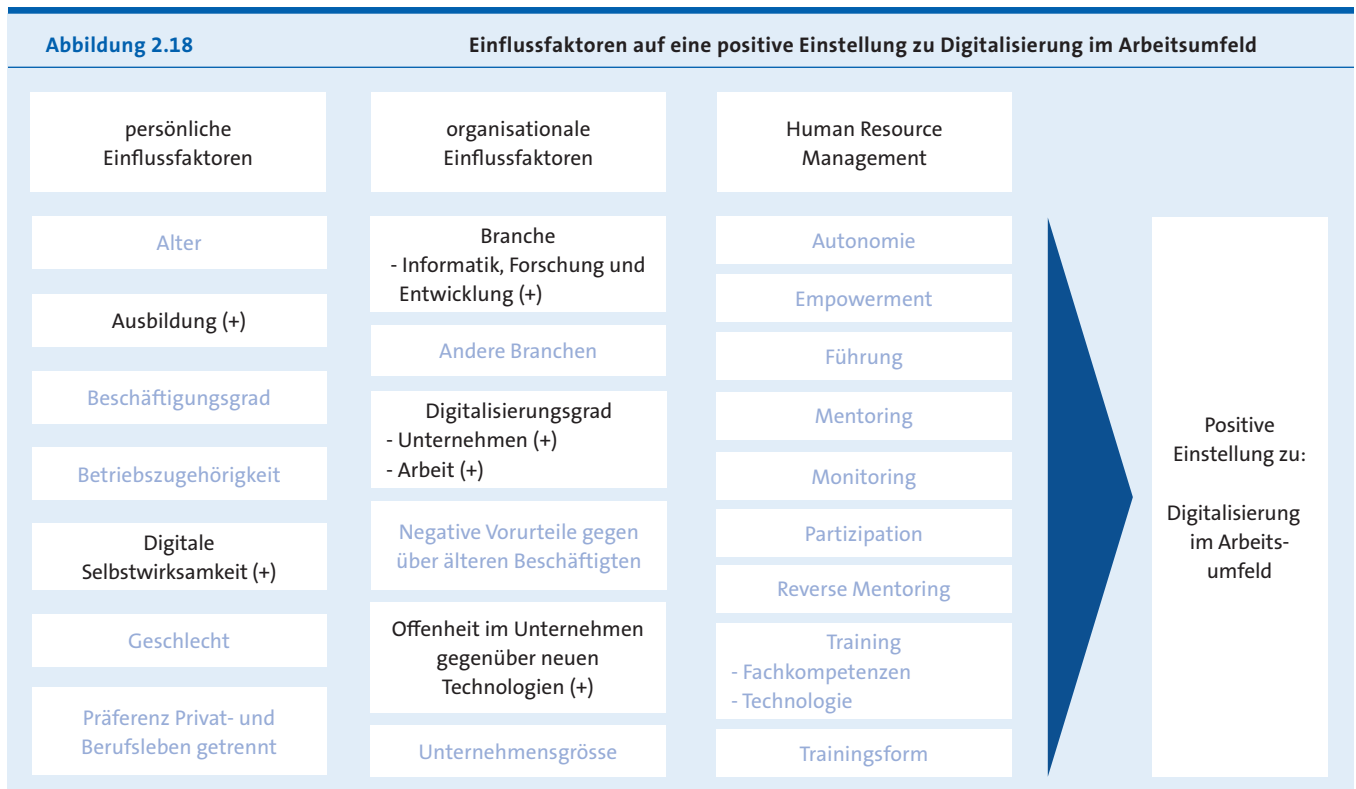 Abbildung 2.18
Einflussfaktoren auf eine positive Einstellung zu Digitalisierung im Arbeitsumfeld
persönliche
Einflussfaktoren
Alter
Ausbildung (+)
Beschäftigungsgrad
Betriebszugehörigkeit
Digitale
Selbstwirksamkeit (+)
Geschlecht
Präferenz Privat- und
Berufsleben getrennt
organisationale
Einflussfaktoren
Branche
- Informatik, Forschung und
Entwicklung (+)
Andere Branchen
Digitalisierungsgrad
- Unternehmen (+)
- Arbeit (+)
Negative Vorurteile gegen
über älteren Beschäftigten
Offenheit im Unternehmen
gegenüber neuen
Technologien (+)
Unternehmensgrösse
Human Resource
Management
Autonomie
Empowerment
Führung
Mentoring
Monitoring
Partizipation
Reverse Mentoring
Training
- Fachkompetenzen
- Technologie
Trainingsform
Positive
Einstellung zu:
Digitalisierung
im Arbeits-
umfeld